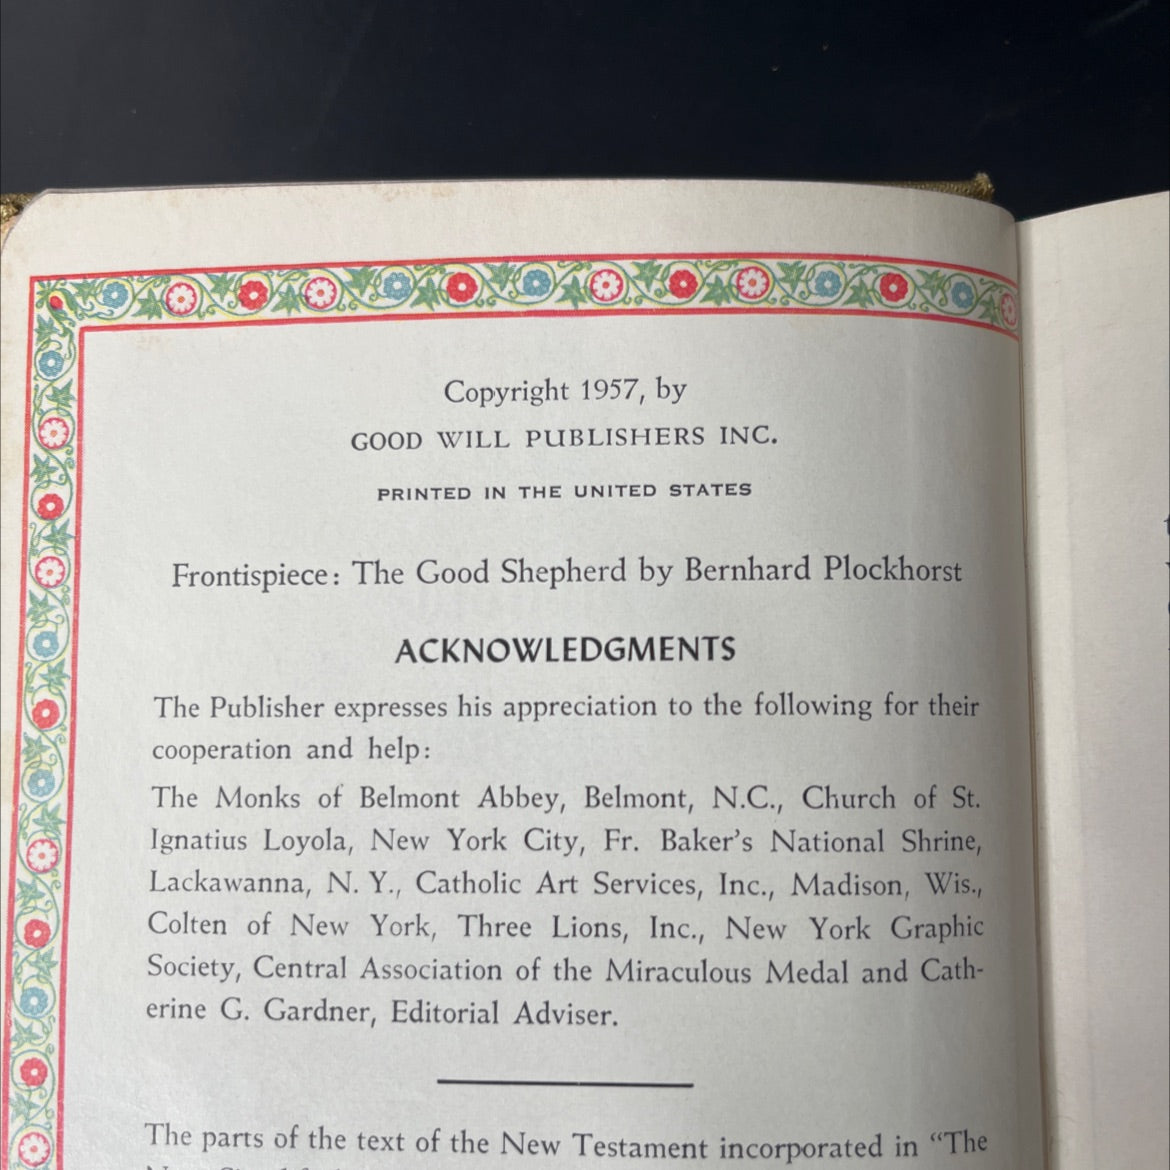 Copyright 1957, by
GOOD WILL PUBLISHERS INC.
PRINTED IN THE UNITED STATES
Frontispiece: The Good Shepherd by Bernhard Plockhorst
ACKNOWLEDGMENTS
The Publisher expresses his appreciation to the following for their
cooperation and help:
The Monks of Belmont Abbey, Belmont, N.C., Church of St.
Ignatius Loyola, New York City, Fr. Baker's National Shrine,
Lackawanna, N. Y., Catholic Art Services, Inc., Madison, Wis.,
Colten of New York, Three Lions, Inc., New York Graphic
Society, Central Association of the Miraculous Medal and Cath-
erine G. Gardner, Editorial Adviser.
The parts of the text of the New Testament incorporated in “The